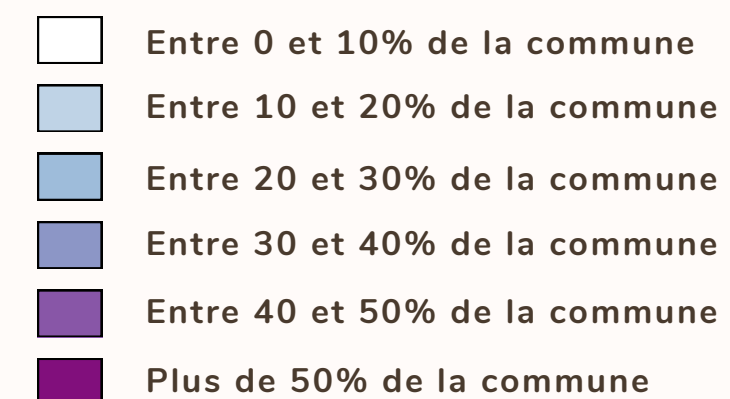 Entre 0 et 10% de la commune
Entre 10 et 20% de la commune
Entre 20 et 30% de la commune
Entre 30 et 40% de la commune
Entre 40 et 50% de la commune
Plus de 50% de la commune